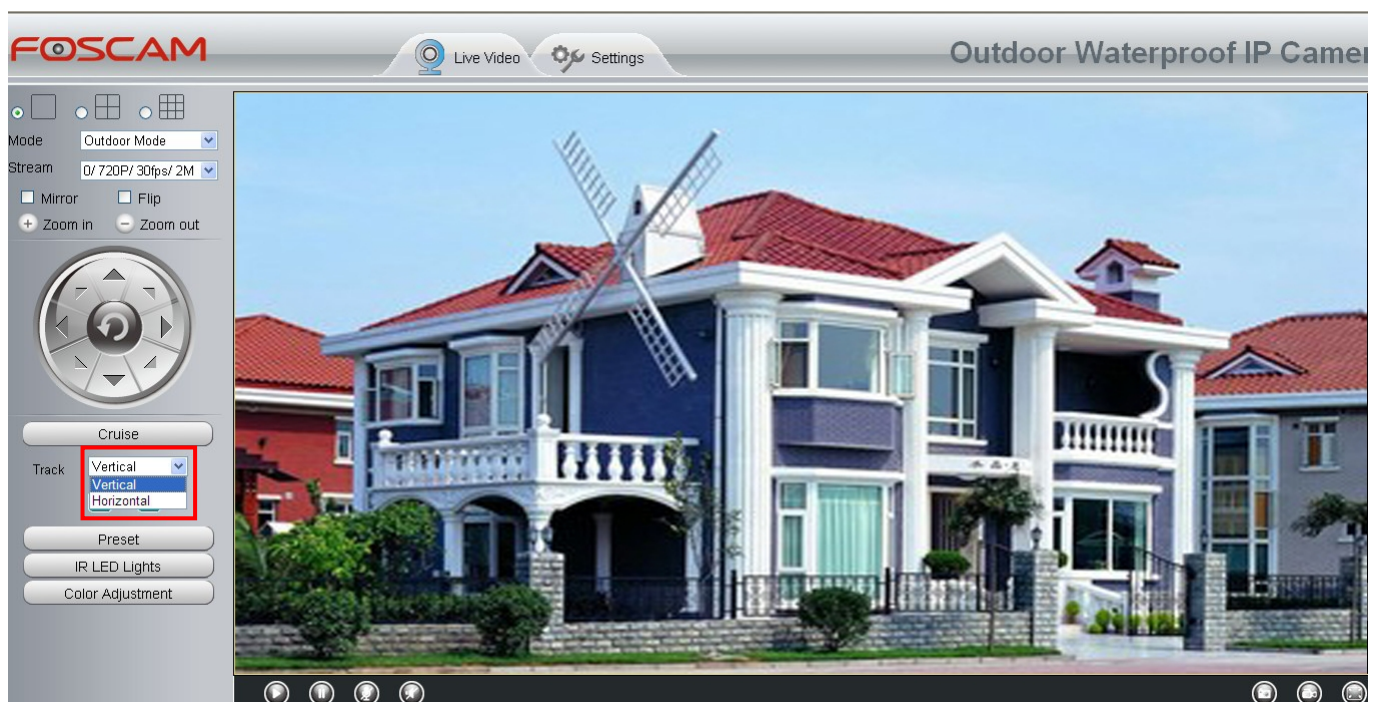 FOSCAM
Live Video
Settings
Outdoor Waterproof IP Camer
Mode
Outdoor Mode
Stream
0/ 720P/ 30fps/ 2M
Mirror
Flip
Zoom in
Zoom out
Cruise
Track
Vertical
Vertical
Horizontal
Preset
IR LED Lights
Color Adjustment